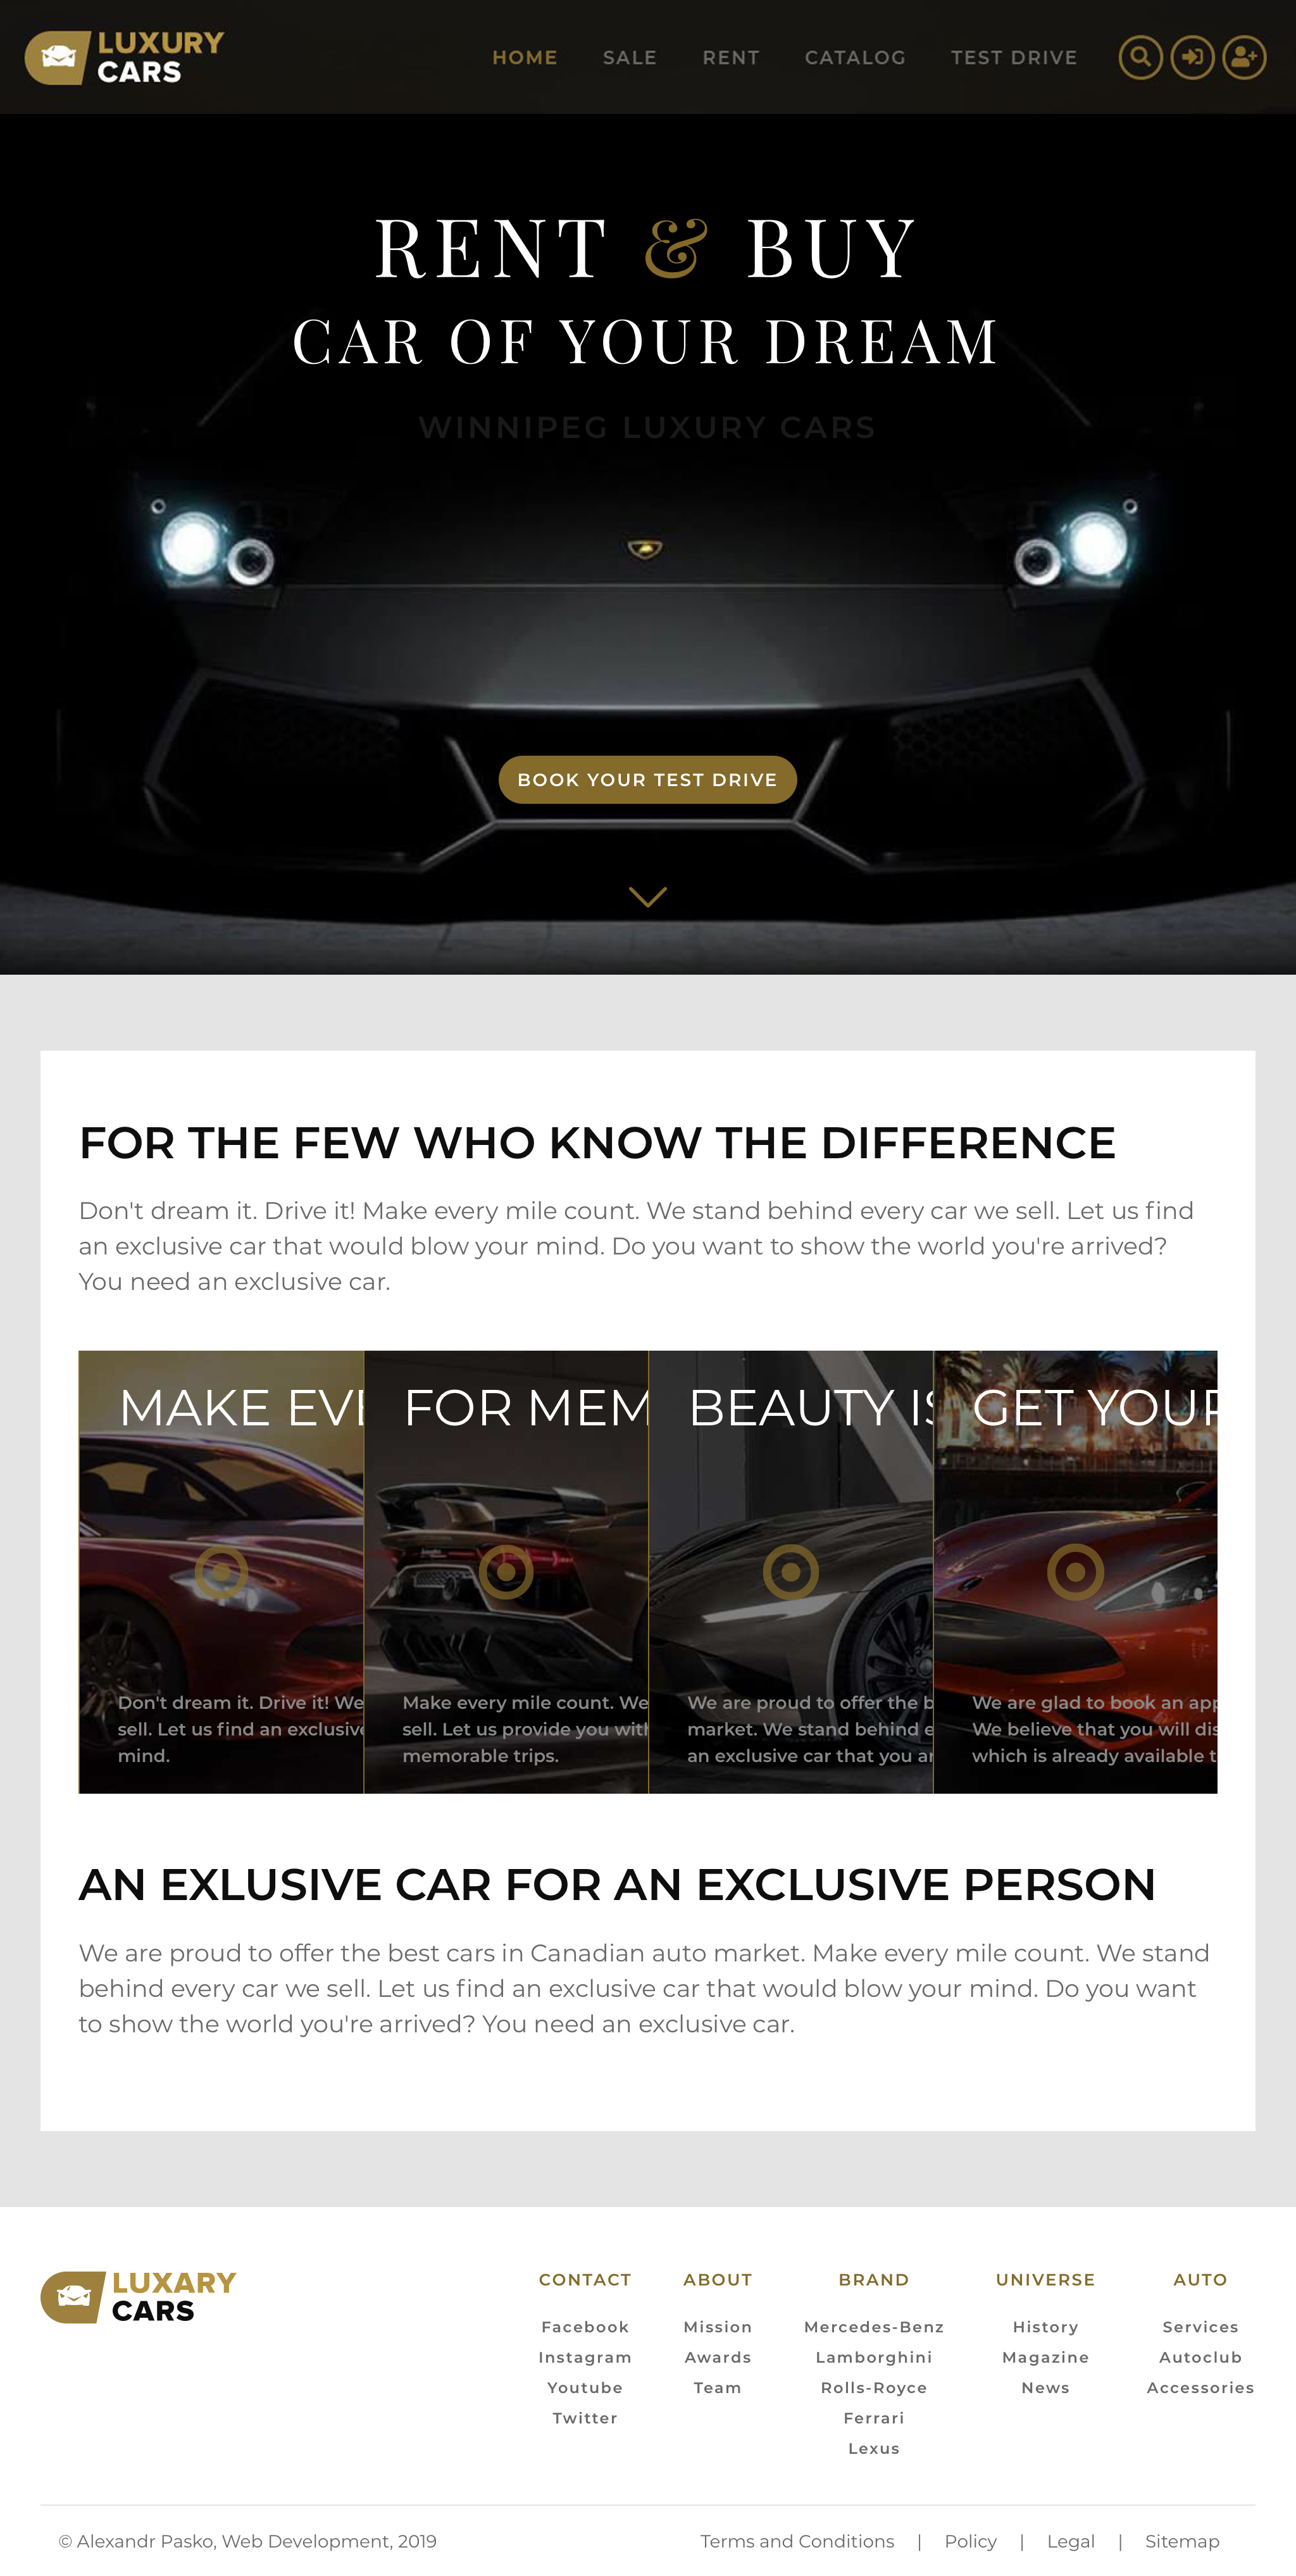 LUXURY
CARS
HOME SALE RENT CATALOG TEST DRIVE
RENT & BUY
CAR OF YOUR DREAM
WINNIPEG LUXURY CARS
BOOK YOUR TEST DRIVE
FOR THE FEW WHO KNOW THE DIFFERENCE
Don't dream it. Drive it! Make every mile count. We stand behind every car we sell. Let us find
an exclusive car that would blow your mind. Do you want to show the world you're arrived?
You need an exclusive car.
MAKE EVE
Don't dream it. Drive it! We
sell. Let us find an exclusive
mind.
FOR MEM
Make every mile count. We
sell. Let us provide you with
memorable trips.
BEAUTY IS
We are proud to offer the b
market. We stand behind e
an exclusive car that you ar
GET YOUR
We are glad to book an app
We believe that you will dis
which is already available t
AN EXLUSIVE CAR FOR AN EXCLUSIVE PERSON
We are proud to offer the best cars in Canadian auto market. Make every mile count. We stand
behind every car we sell. Let us find an exclusive car that would blow your mind. Do you want
to show the world you're arrived? You need an exclusive car.
LUXARY
CARS
CONTACT
Facebook
Instagram
Youtube
Twitter
ABOUT
Mission
Awards
Team
BRAND
Mercedes-Benz
Lamborghini
Rolls-Royce
Ferrari
Lexus
UNIVERSE
History
Magazine
News
AUTO
Services
Autoclub
Accessories
© Alexandr Pasko, Web Development, 2019
Terms and Conditions | Policy | Legal | Sitemap